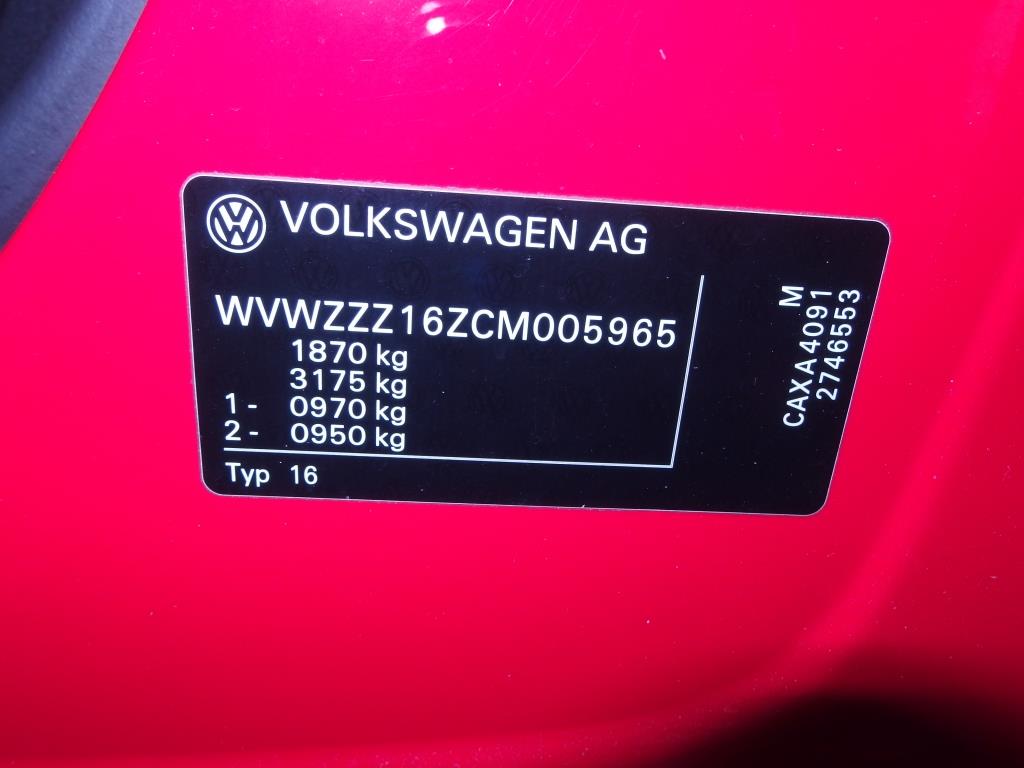 VOLKSWAGEN AG
WVWZZZ16ZCM005965
1870 kg
3175 kg
1- 0970 kg
2- 0950 kg
Typ 16
M
CAXA4091
2746553